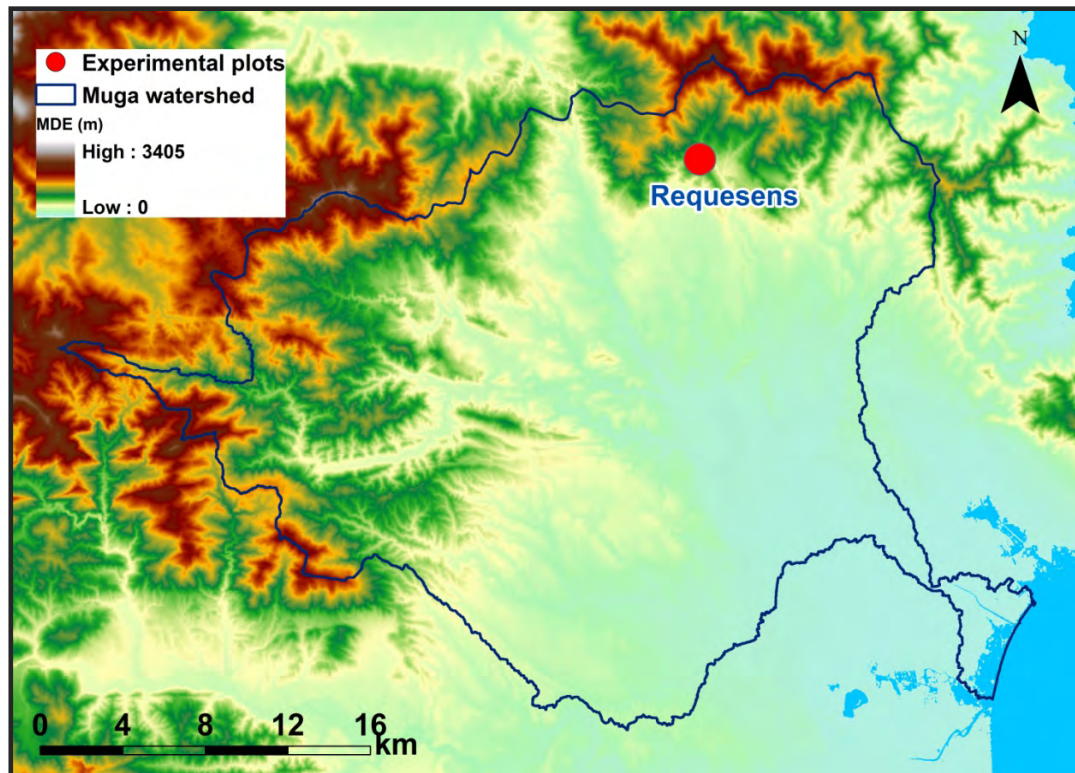 Experimental plots
Muga watershed
MDE (m)
High : 3405
Low : 0
N
Requesens
0 4 8 12 16
km